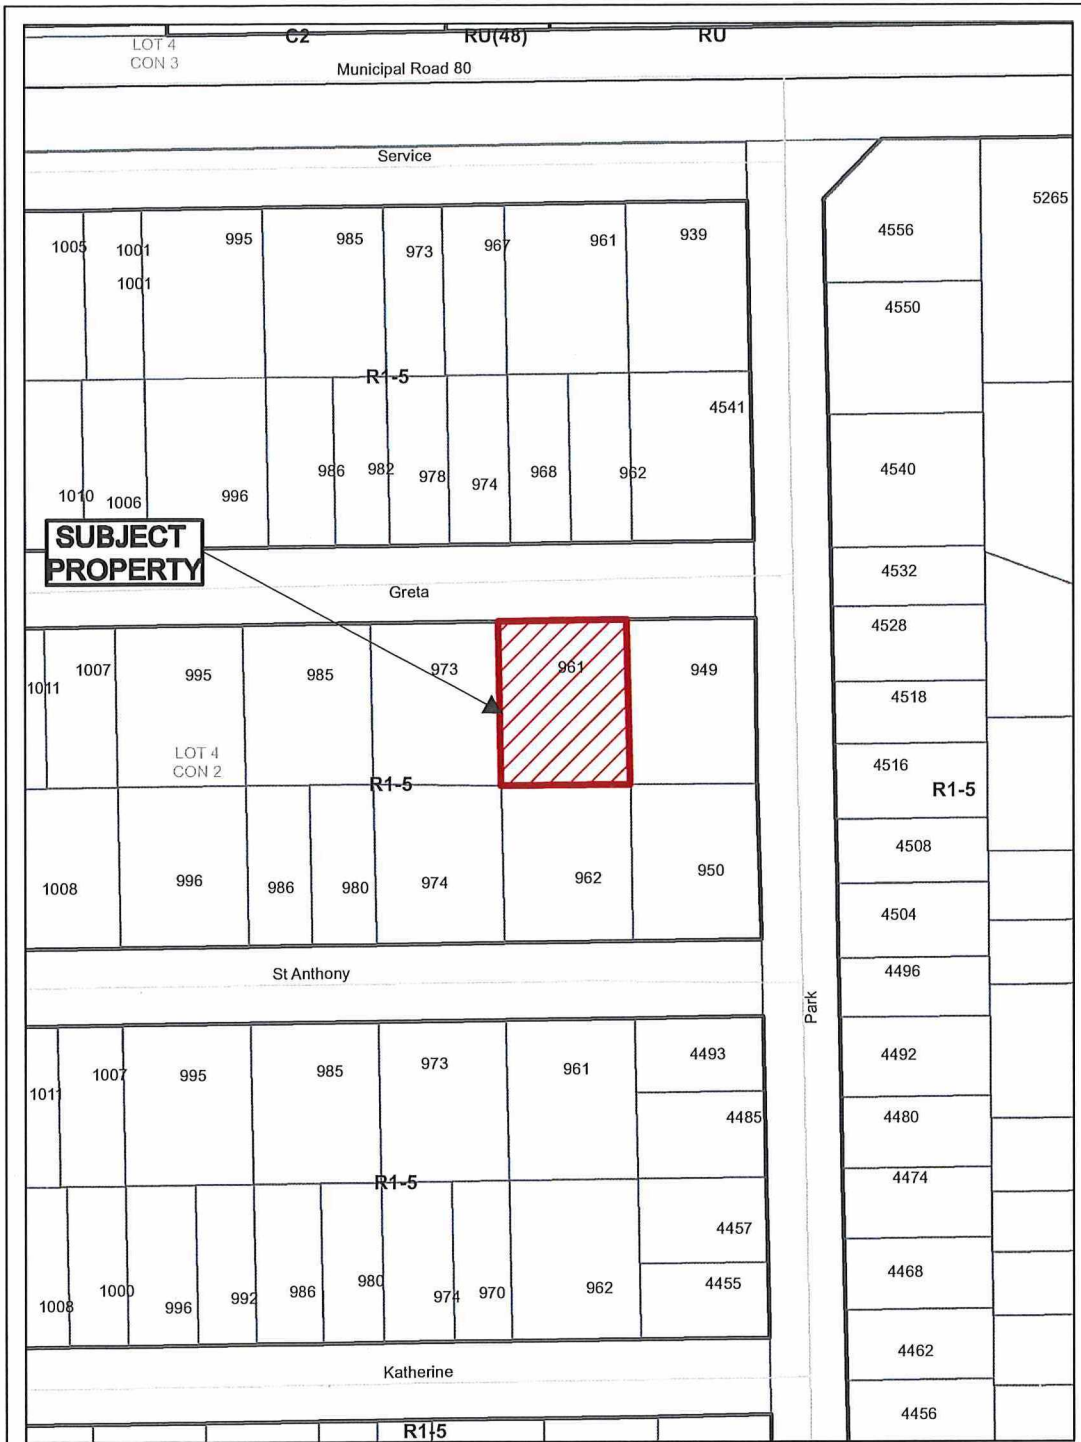 C2 RU(48) RU
LOT 4
CON 3
Municipal Road 80
Service
5265
1005 1001 995 985 973 967 961 939
1001
4556
4550
R1-5
4541
4540
1010 1006 996 986 982 978 974 968 962
SUBJECT
PROPERTY
Greta
4532
4528
1011 1007 995 985 973 961 949
4518
LOT 4
CON 2
4516
R1-5
R1-5
4508
1008 996 986 980 974 962 950
4504
St Anthony
4496
Park
1011 1007 995 985 973 961 4493
4492
4485
4480
4474
R1-5
4457
4468
1008 1000 996 992 986 980 974 970 962 4455
4462
Katherine
4456
R1-5